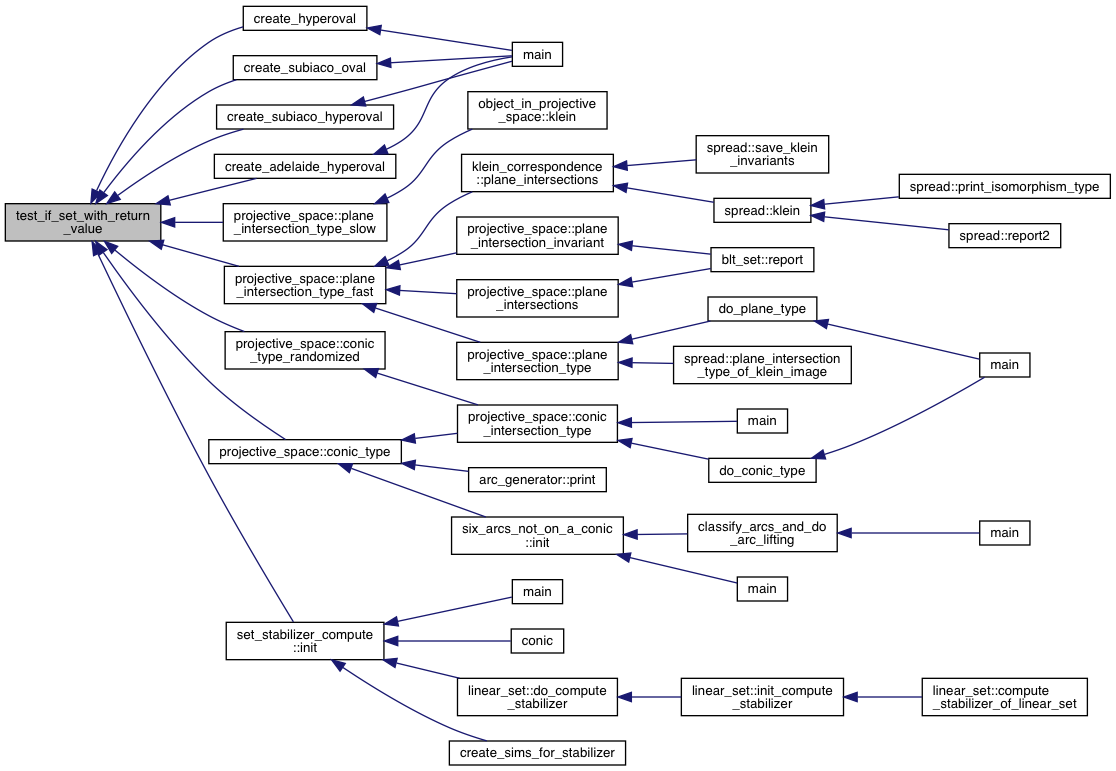 create_hyperoval
main
create_subiaco_oval
object_in_projective
_space::klein
create_subiaco_hyperoval
spread::save_klein
_invariants
create_adelaide_hyperoval
klein_correspondence
::plane_intersections
spread::print_isomorphism_type
test_if_set_with_return
_value
projective_space::plane
_intersection_type_slow
spread::klein
spread::report2
projective_space::plane
_intersection_invariant
blt_set::report
projective_space::plane
_intersection_type_fast
projective_space::plane
_intersections
do_plane_type
projective_space::conic
_type_randomized
projective_space::plane
_intersection_type
spread::plane_intersection
_type_of_klein_image
main
projective_space::conic
_intersection_type
main
projective_space::conic_type
do_conic_type
arc_generator::print
six_arcs_not_on_a_conic
::init
classify_arcs_and_do
_arc_lifting
main
main
main
set_stabilizer_compute
::init
conic
linear_set::do_compute
_stabilizer
linear_set::init_compute
_stabilizer
linear_set::compute
_stabilizer_of_linear_set
create_sims_for_stabilizer